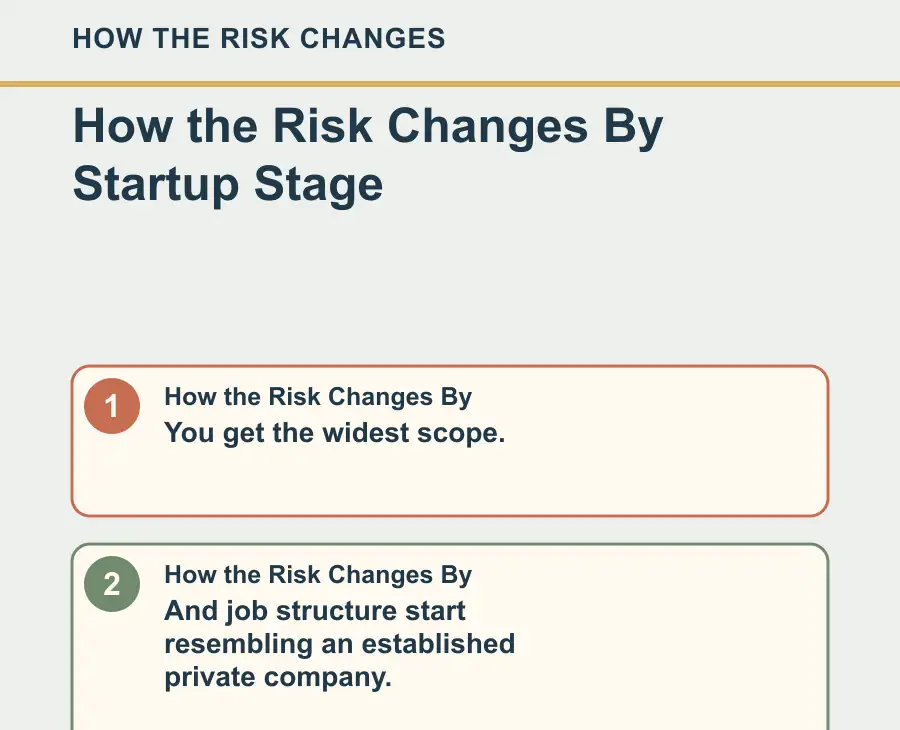 HOW THE RISK CHANGES
How the Risk Changes By
Startup Stage
1
How the Risk Changes By
You get the widest scope.
2
How the Risk Changes By
And job structure start
resembling an established
private company.